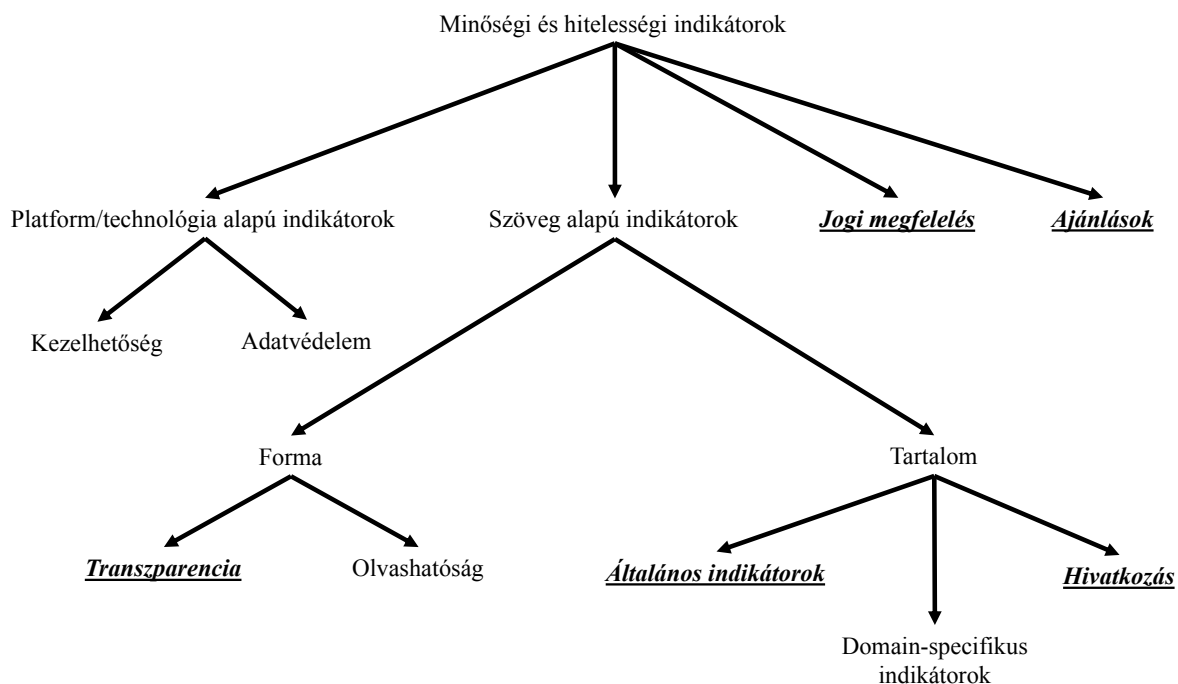 Minőségi és hitelességi indikátorok
Platform/technológia alapú indikátorok
Szöveg alapú indikátorok
Jogi megfelelés
Ajánlások
Kezelhetőség
Adatvédelem
Forma
Tartalom
Transzparencia
Olvashatóság
Általános indikátorok
Hivatkozás
Domain-specifikus
indikátorok